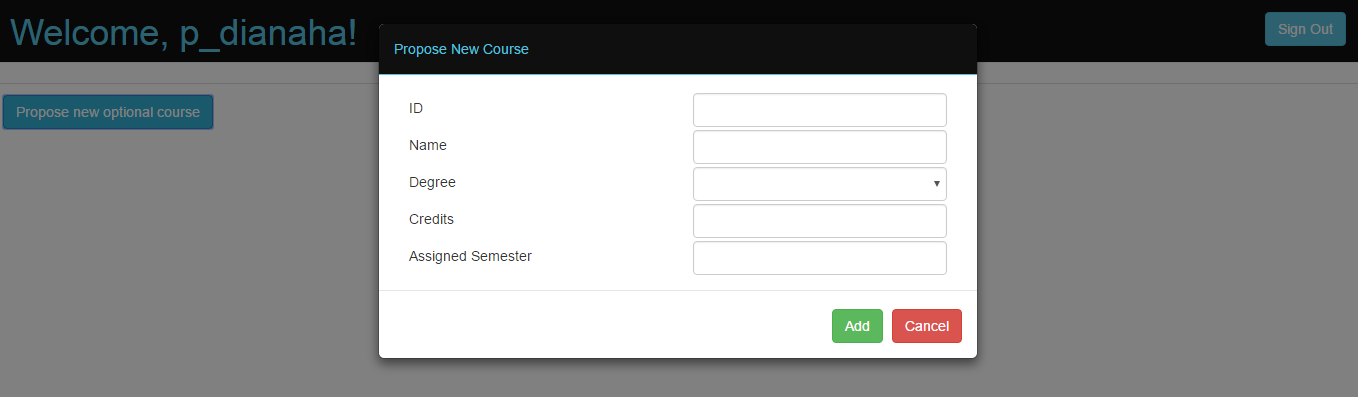 Welcome, p_dianaha!
Sign Out
Propose new optional course
Propose New Course
ID
Name
Degree
Credits
Assigned Semester
Add
Cancel